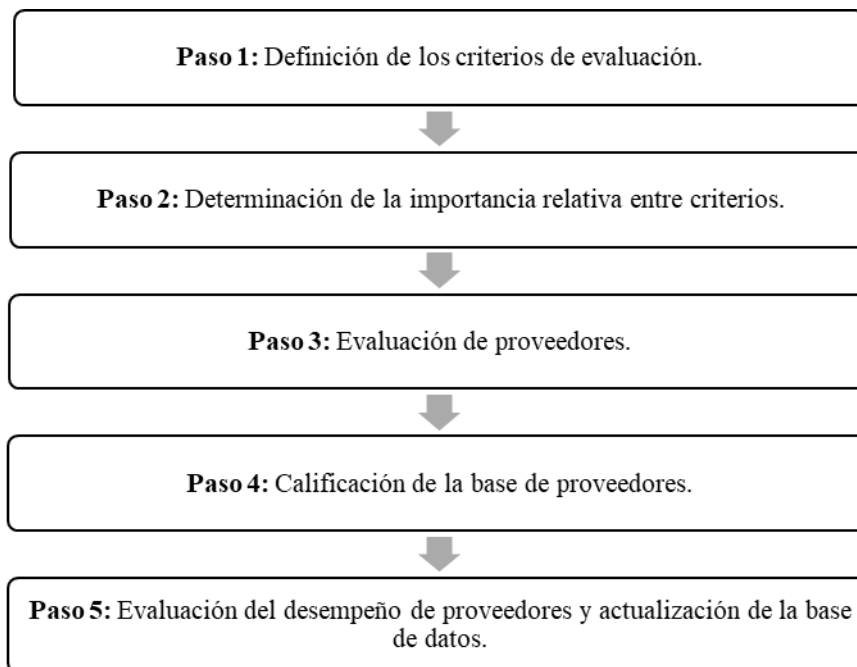 Paso 1: Definición de los criterios de evaluación.
Paso 2: Determinación de la importancia relativa entre criterios.
Paso 3: Evaluación de proveedores.
Paso 4: Calificación de la base de proveedores.
Paso 5: Evaluación del desempeño de proveedores y actualización de la base
de datos.